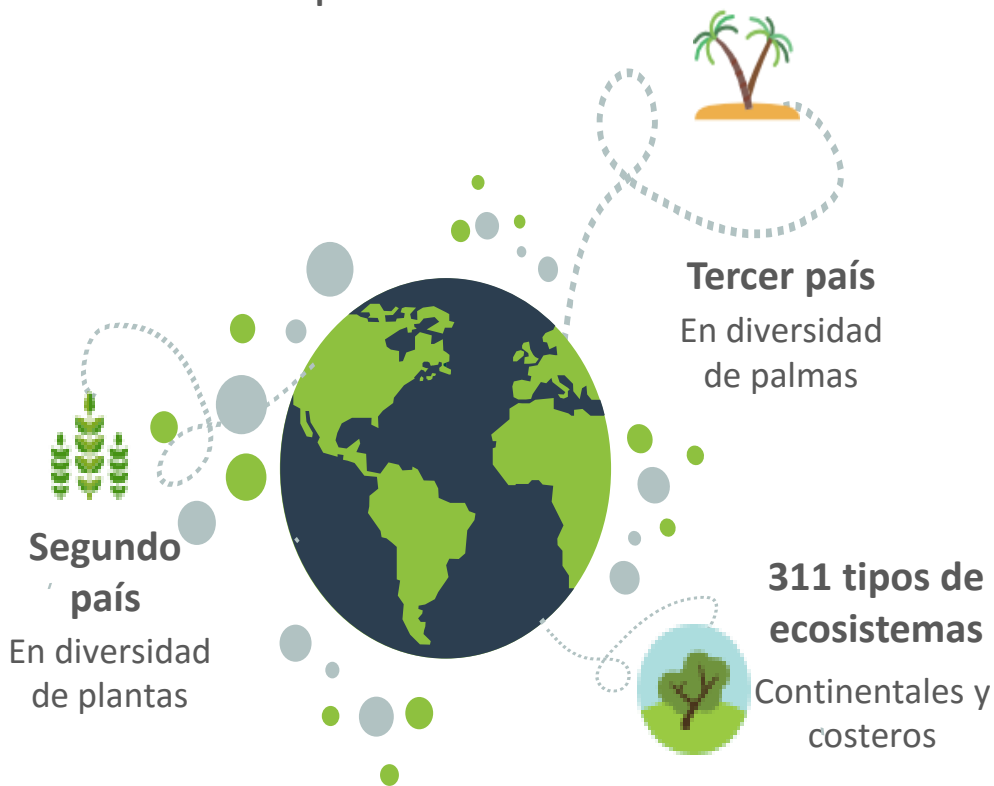 Tercer país
En diversidad
de palmas
Segundo
país
En diversidad
de plantas
311 tipos de
ecosistemas
Continentales y
costeros